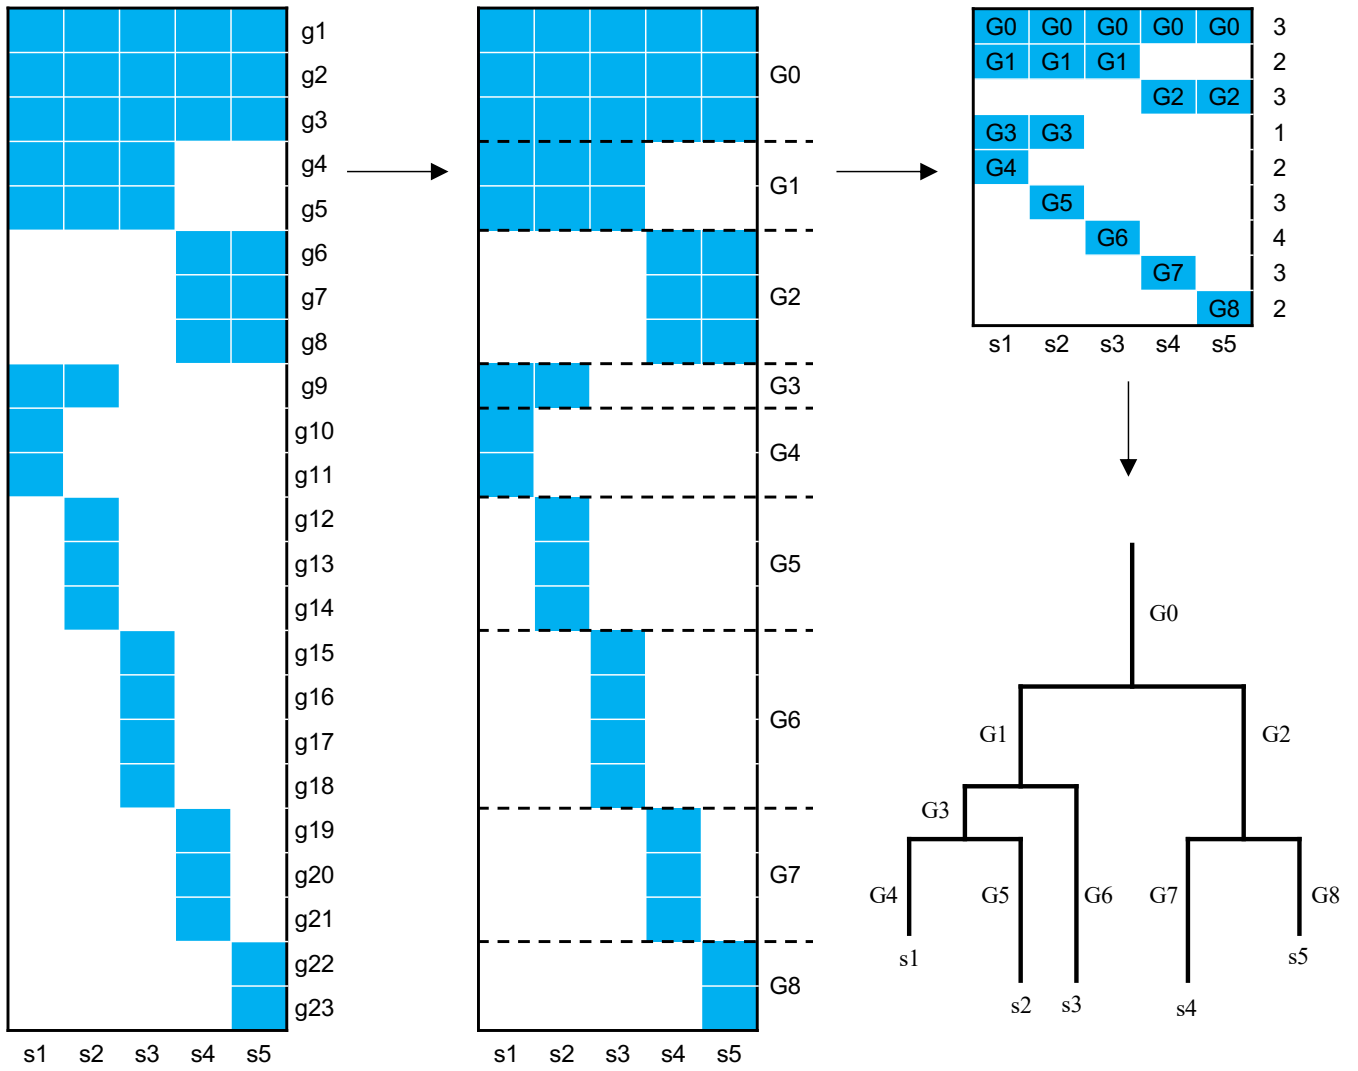 g1
g2
g3
g4
g5
g6
g7
g8
g9
g10
g11
g12
g13
g14
g15
g16
g17
g18
g19
g20
g21
g22
g23
s1 s2 s3 s4 s5
G0
G1
G2
G3
G4
G5
G6
G7
G8
s1 s2 s3 s4 s5
G0 G0 G0 G0 G0 3
G1 G1 G1 2
G2 G2 3
G3 G3 1
G4 2
G5 3
G6 4
G7 3
G8 2
s1 s2 s3 s4 s5
G0
G1 G2
G3
G4 G5 G6 G7 G8
s1 s5
s2 s3 s4